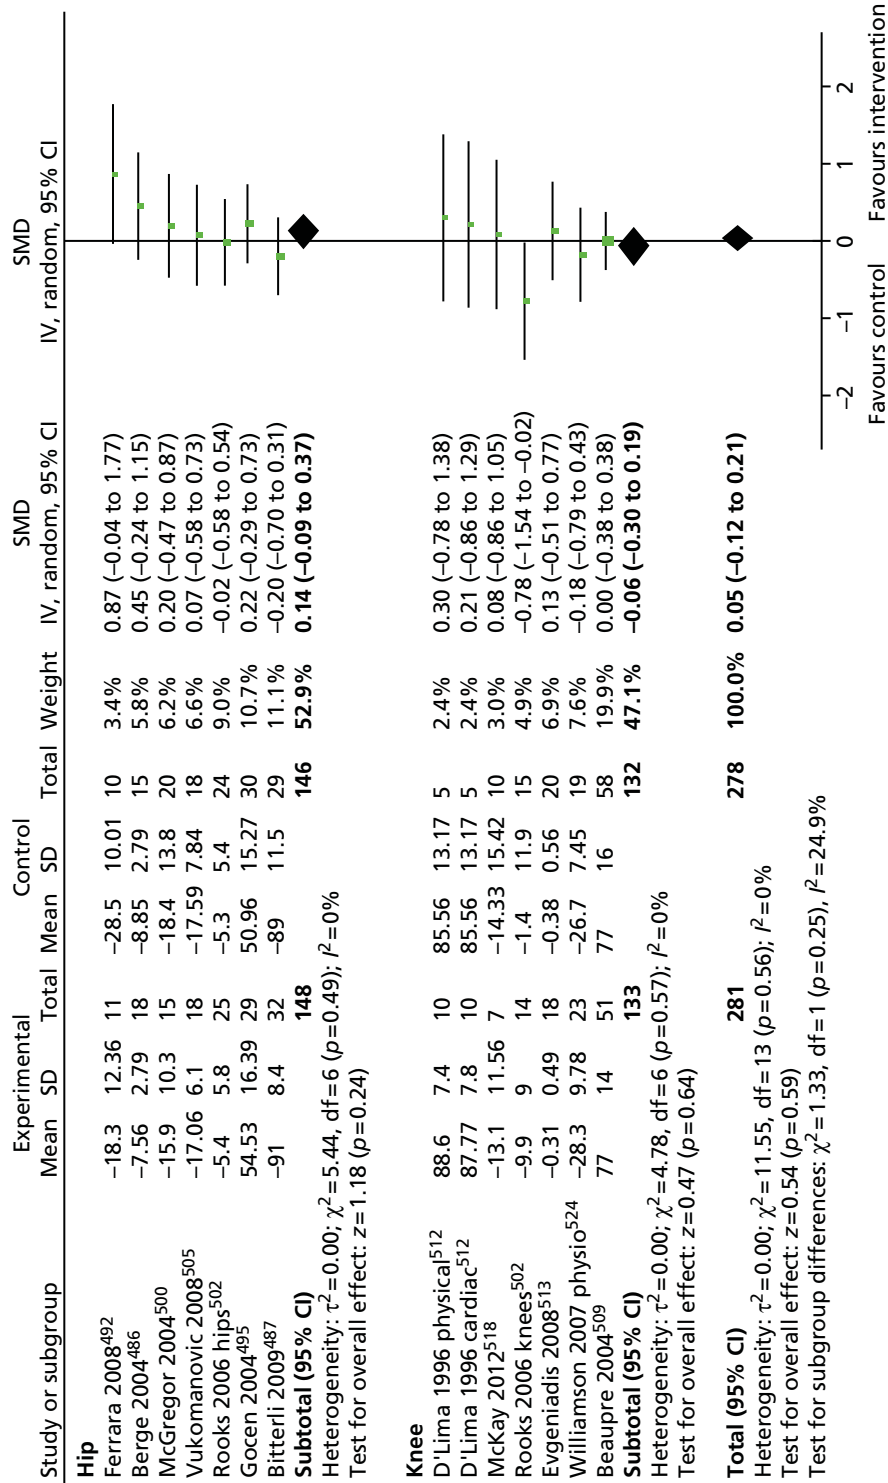 Experimental Control SMD SMD
Study or subgroup Mean SD Total Mean SD Total Weight IV, random, 95% CI IV, random, 95% CI
Hip
Ferrara 2008492 −18.3 12.36 11 −28.5 10.01 10 3.4% 0.87 (−0.04 to 1.77)
Berge 2004486 −7.56 2.79 18 −8.85 2.79 15 5.8% 0.45 (−0.24 to 1.15)
McGregor 2004500 −15.9 10.3 15 −18.4 13.8 20 6.2% 0.20 (−0.47 to 0.87)
Vukomanovic 2008505 −17.06 6.1 18 −17.59 7.84 18 6.6% 0.07 (−0.58 to 0.73)
Rooks 2006 hips502 −5.4 5.8 25 −5.3 5.4 24 9.0% −0.02 (−0.58 to 0.54)
Gocen 2004495 54.53 16.39 29 50.96 15.27 30 10.7% 0.22 (−0.29 to 0.73)
Bitterli 2009487 −91 8.4 32 −89 11.5 29 11.1% −0.20 (−0.70 to 0.31)
Subtotal (95% CI) 148 146 52.9% 0.14 (−0.09 to 0.37)
Heterogeneity: τ2=0.00; χ2=5.44, df=6 (p=0.49); I2=0%
Test for overall effect: z=1.18 (p=0.24)
Knee
D'Lima 1996 physical512 88.6 7.4 10 85.56 13.17 5 2.4% 0.30 (−0.78 to 1.38)
D'Lima 1996 cardiac512 87.77 7.8 10 85.56 13.17 5 2.4% 0.21 (−0.86 to 1.29)
McKay 2012518 −13.1 11.56 7 −14.33 15.42 10 3.0% 0.08 (−0.86 to 1.05)
Rooks 2006 knees502 −9.9 9 14 −1.4 11.9 15 4.9% −0.78 (−1.54 to −0.02)
Evgeniadis 2008513 −0.31 0.49 18 −0.38 0.56 20 6.9% 0.13 (−0.51 to 0.77)
Williamson 2007 physio524 −28.3 9.78 23 −26.7 7.45 19 7.6% −0.18 (−0.79 to 0.43)
Beaupre 2004509 77 14 51 77 16 58 19.9% 0.00 (−0.38 to 0.38)
Subtotal (95% CI) 133 132 47.1% −0.06 (−0.30 to 0.19)
Heterogeneity: τ2=0.00; χ2=4.78, df=6 (p=0.57); I2=0%
Test for overall effect: z=0.47 (p=0.64)
Total (95% CI) 281 278 100.0% 0.05 (−0.12 to 0.21)
Heterogeneity: τ2=0.00; χ2=11.55, df=13 (p=0.56); I2=0%
Test for overall effect: z=0.54 (p=0.59)
Test for subgroup differences: χ2=1.33, df=1 (p=0.25), I2=24.9%
−2 −1 0 1 2
Favours control Favours intervention